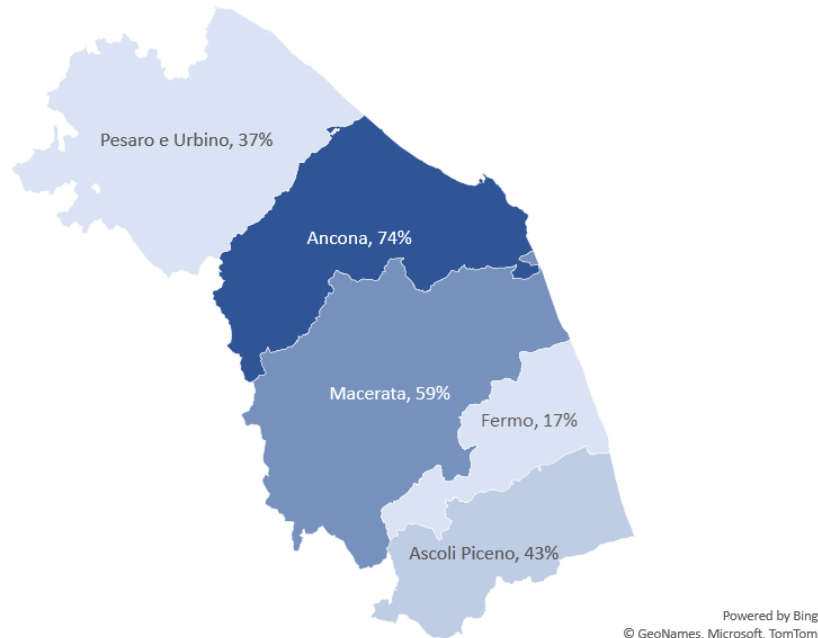 Pesaro e Urbino, 37%
Ancona, 74%
Macerata, 59%
Fermo, 17%
Ascoli Piceno, 43%
Powered by Bing
© GeoNames, Microsoft, TomTom